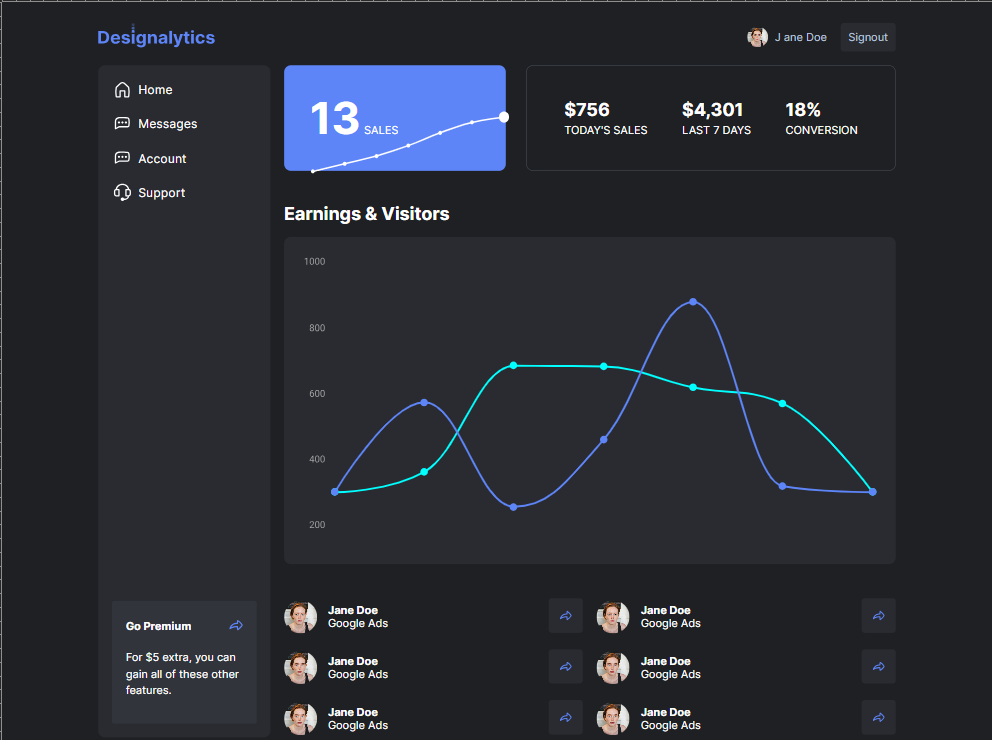 Designalytics
Jane Doe
Signout
Home
Messages
Account
Support
Go Premium
For $5 extra, you can
gain all of these other
features.
13 SALES
$756
TODAY'S SALES
$4,301
LAST 7 DAYS
18%
CONVERSION
Earnings & Visitors
1000
800
600
400
200
Jane Doe
Google Ads
Jane Doe
Google Ads
Jane Doe
Google Ads
Jane Doe
Google Ads
Jane Doe
Google Ads
Jane Doe
Google Ads